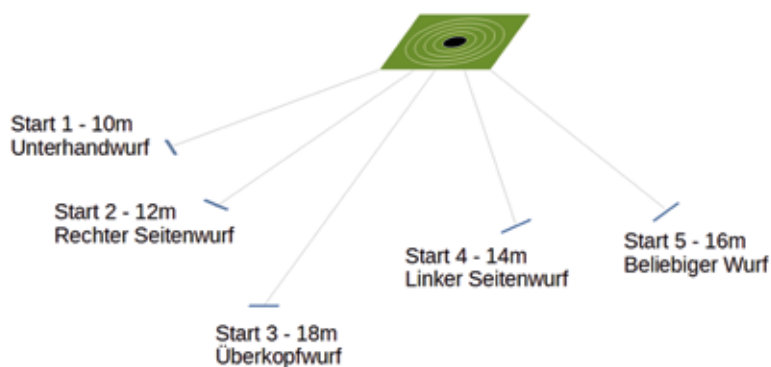 Start 1 - 10m
Unterhandwurf
Start 2 - 12m
Rechter Seitenwurf
Start 3 - 18m
Überkopfwurf
Start 4 - 14m
Linker Seitenwurf
Start 5 - 16m
Beliebiger Wurf